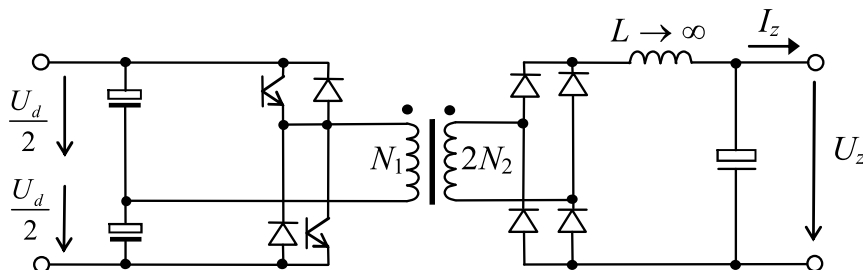 L → ∞
I_z
U_d
2
U_d
2
N_1
2N_2
U_z